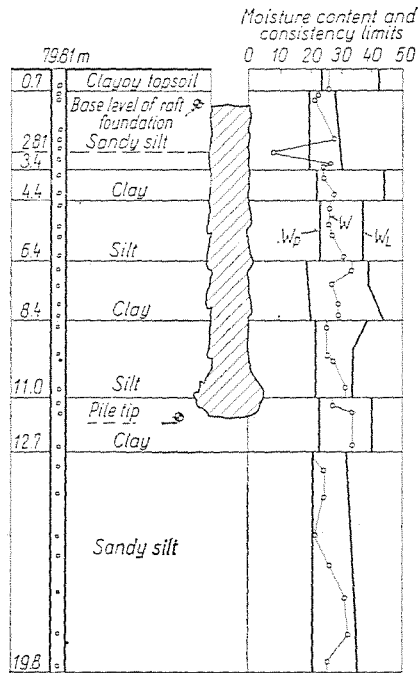 Moisture content and
consistency limits
79.61 m
0 10 20 30 40 50
0.7 Clayey topsoil
Base level of raft
foundation
2.81 Sandy silt
3.4
4.4 Clay
Wp W WL
6.4 Silt
8.4 Clay
11.0 Silt
Pile tip
12.7 Clay
Sandy silt
19.8